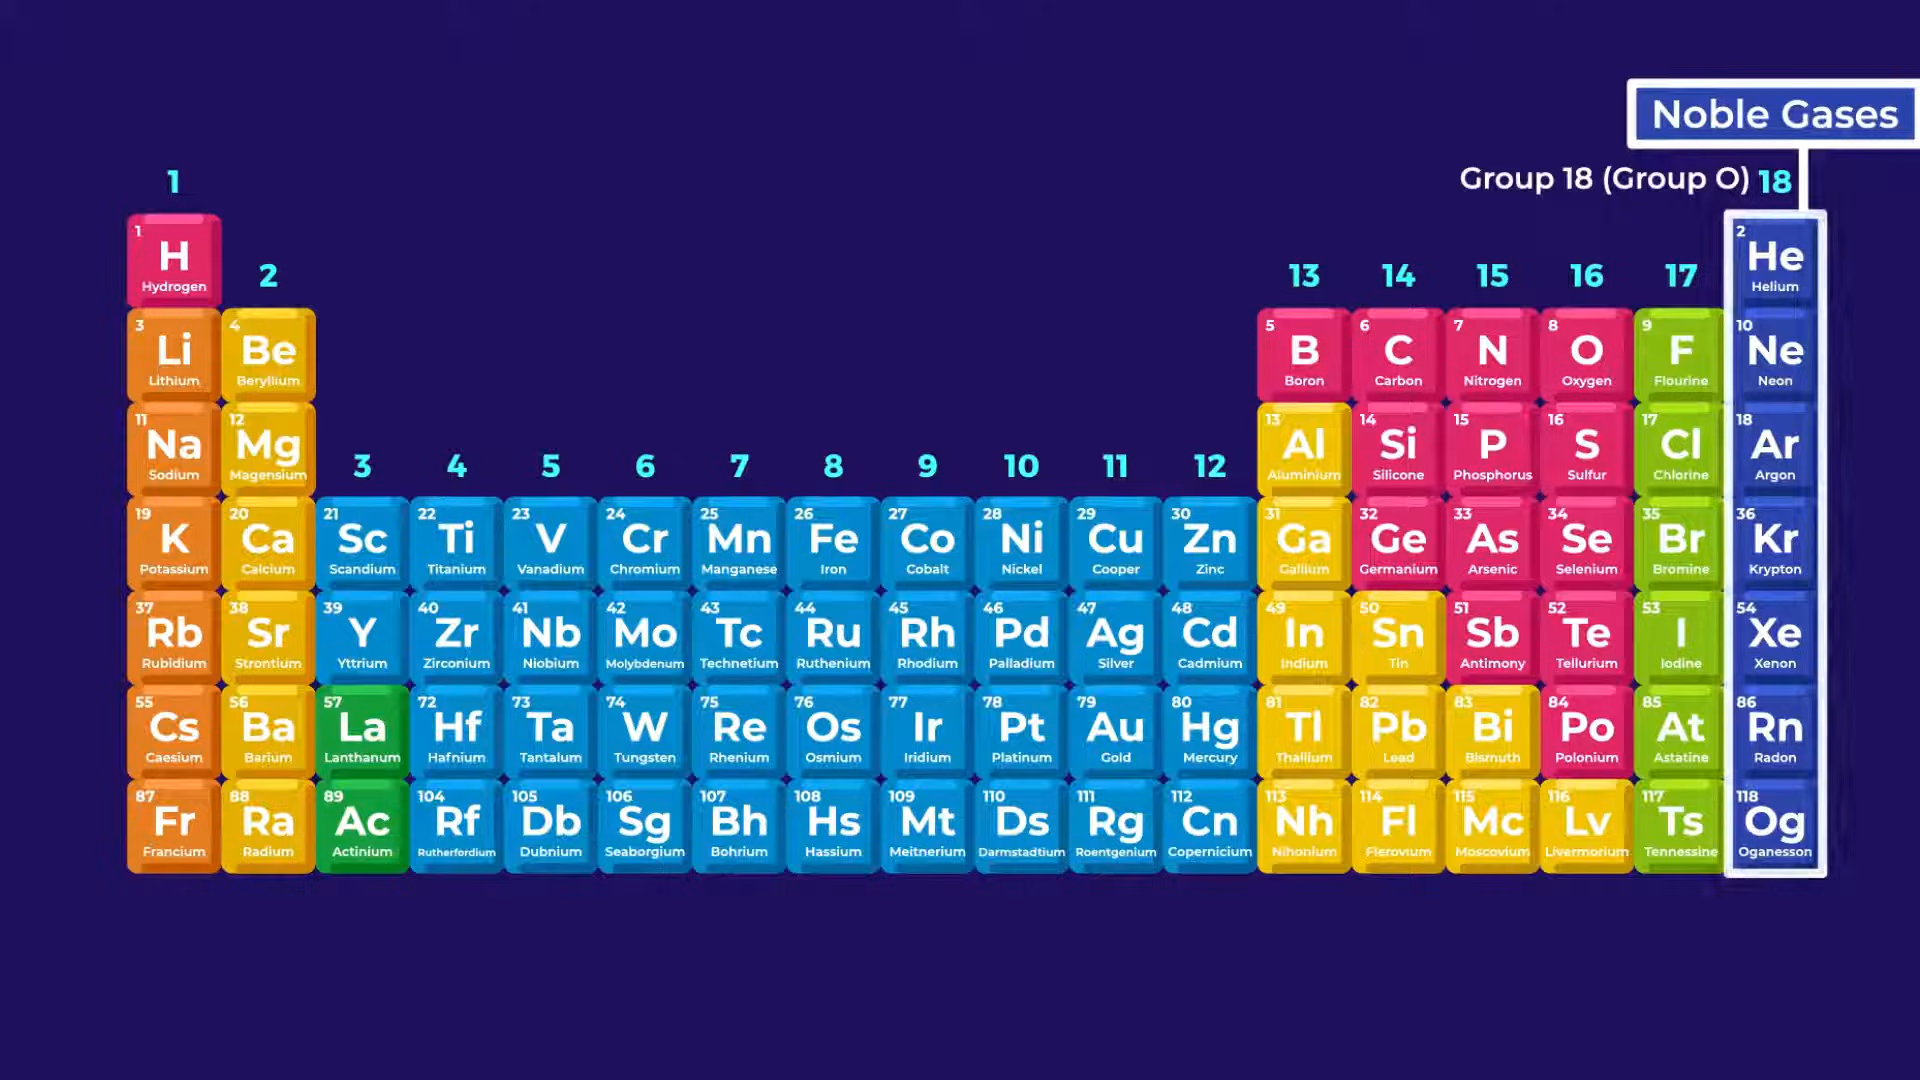 Noble Gases
Group 18 (Group O) 18
1
2
13 14 15 16 17
3 4 5 6 7 8 9 10 11 12
1 H Hydrogen
2 He Helium
3 Li Lithium
4 Be Beryllium
5 B Boron
6 C Carbon
7 N Nitrogen
8 O Oxygen
9 F Flourine
10 Ne Neon
11 Na Sodium
12 Mg Magensium
13 Al Aluminium
14 Si Silicone
15 P Phosphorus
16 S Sulfur
17 Cl Chlorine
18 Ar Argon
19 K Potassium
20 Ca Calcium
21 Sc Scandium
22 Ti Titanium
23 V Vanadium
24 Cr Chromium
25 Mn Manganese
26 Fe Iron
27 Co Cobalt
28 Ni Nickel
29 Cu Cooper
30 Zn Zinc
31 Ga Gallium
32 Ge Germanium
33 As Arsenic
34 Se Selenium
35 Br Bromine
36 Kr Krypton
37 Rb Rubidium
38 Sr Strontium
39 Y Yttrium
40 Zr Zirconium
41 Nb Niobium
42 Mo Molybdenum
43 Tc Technetium
44 Ru Ruthenium
45 Rh Rhodium
46 Pd Palladium
47 Ag Silver
48 Cd Cadmium
49 In Indium
50 Sn Tin
51 Sb Antimony
52 Te Tellurium
53 I Iodine
54 Xe Xenon
55 Cs Caesium
56 Ba Barium
57 La Lanthanum
72 Hf Hafnium
73 Ta Tantalum
74 W Tungsten
75 Re Rhenium
76 Os Osmium
77 Ir Iridium
78 Pt Platinum
79 Au Gold
80 Hg Mercury
81 Tl Thallium
82 Pb Lead
83 Bi Bismuth
84 Po Polonium
85 At Astatine
86 Rn Radon
87 Fr Francium
88 Ra Radium
89 Ac Actinium
104 Rf Rutherfordium
105 Db Dubnium
106 Sg Seaborgium
107 Bh Bohrium
108 Hs Hassium
109 Mt Meitnerium
110 Ds Darmstadtium
111 Rg Roentgenium
112 Cn Copernicium
113 Nh Nihonium
114 Fl Flerovium
115 Mc Moscovium
116 Lv Livermorium
117 Ts Tennessine
118 Og Oganesson